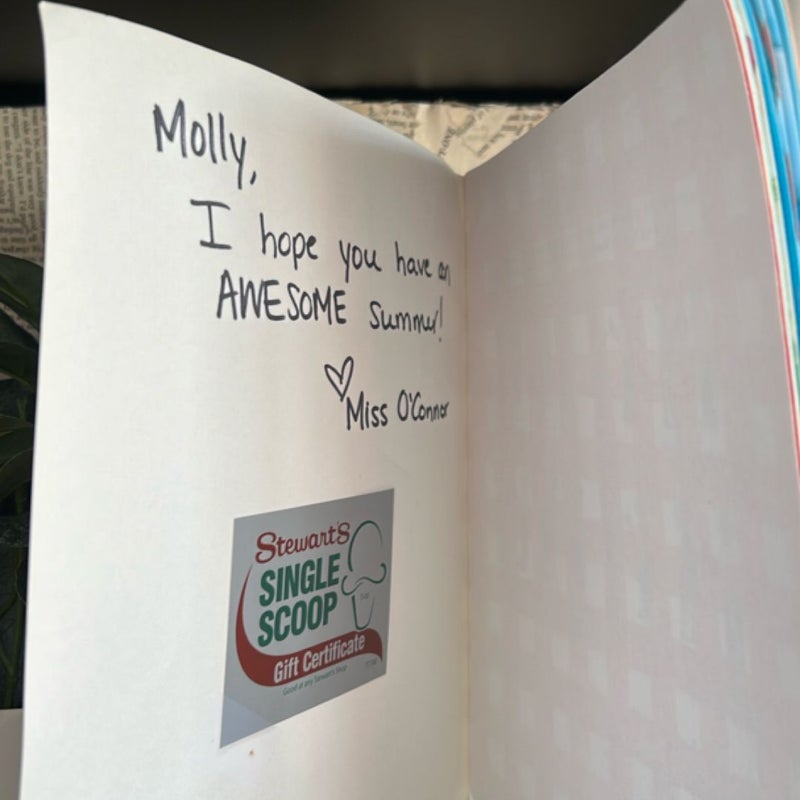 Molly,
I hope you have an
AWESOME summer!
Miss O'Connor
Stewart's
SINGLE
SCOOP
Gift Certificate
Good at any Stewart's Shop